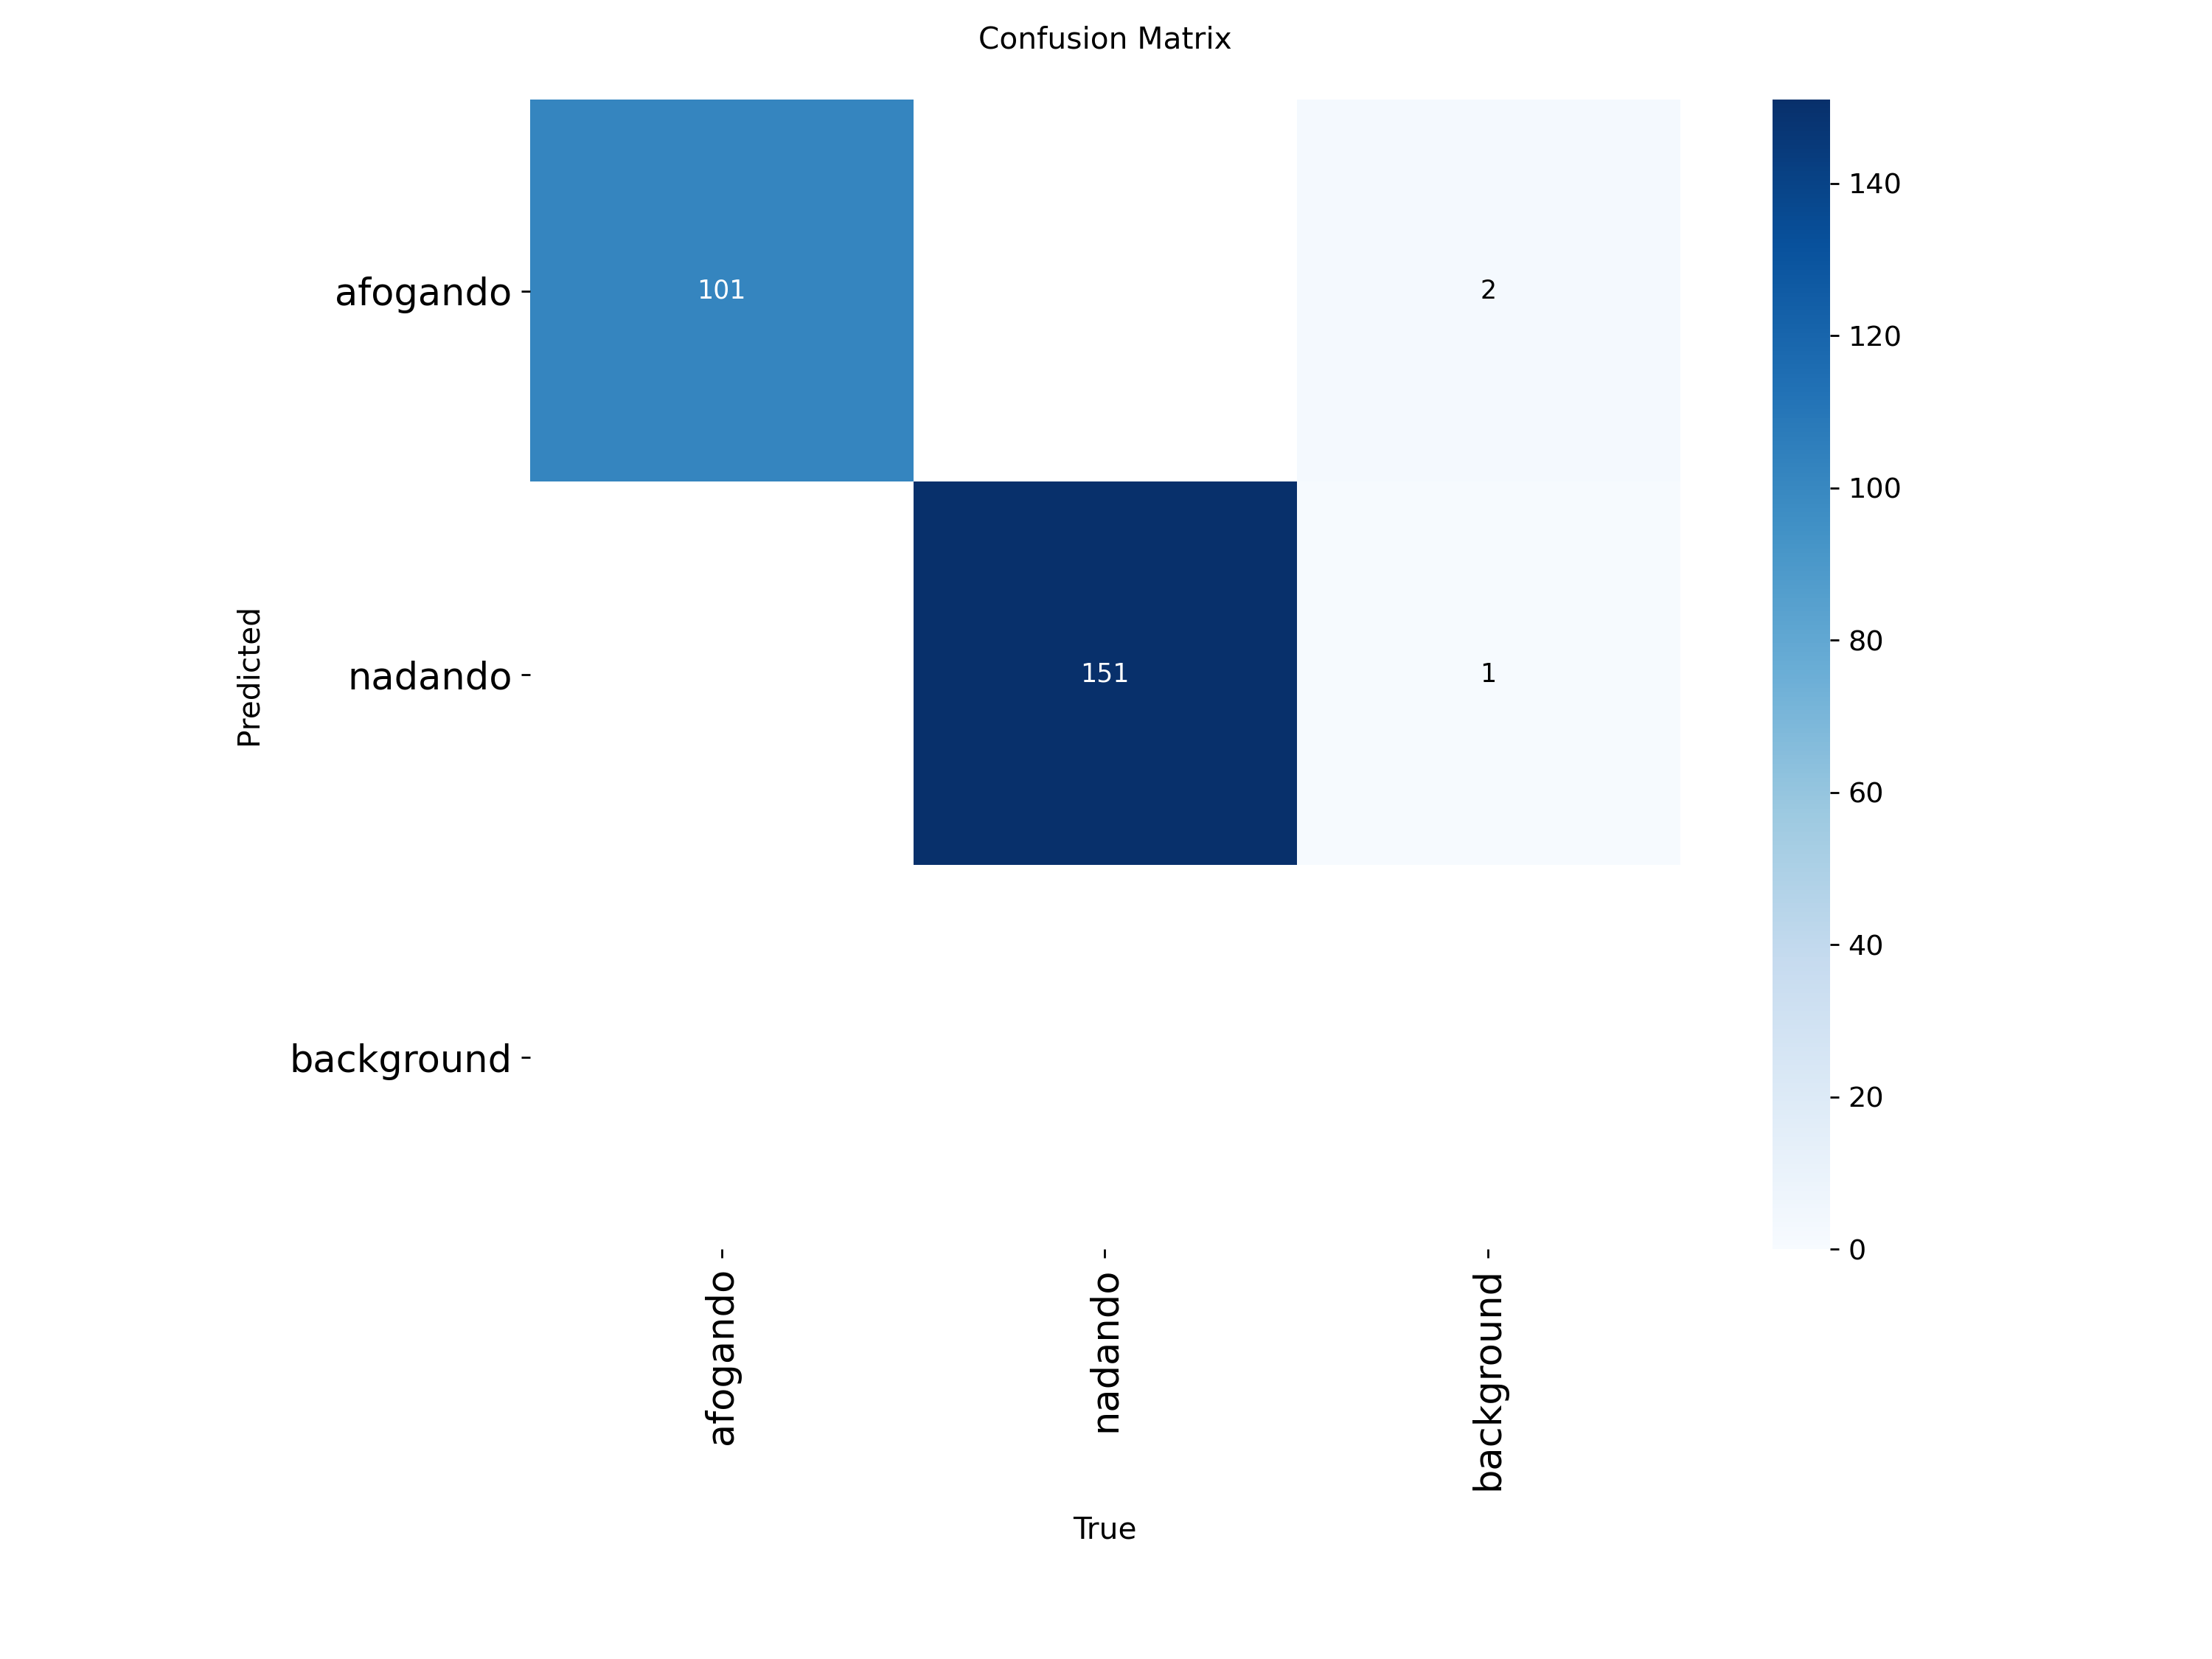 Confusion Matrix
afogando
101
2
nadando
151
1
background
Predicted
afogando
nadando
background
True
140
120
100
80
60
40
20
0